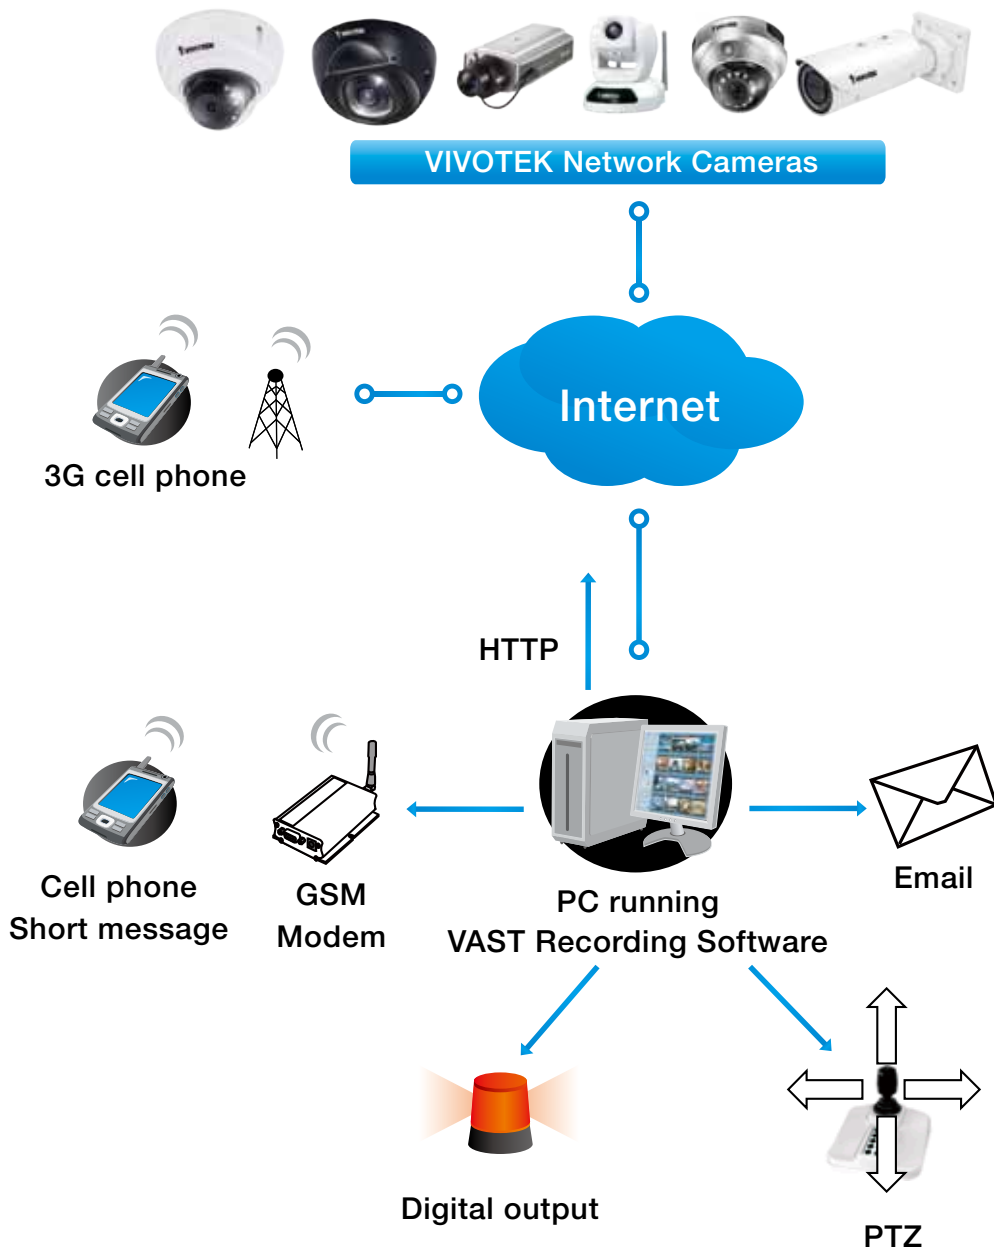 VIVOTEK Network Cameras
Internet
3G cell phone
HTTP
Cell phone
Short message
GSM
Modem
PC running
VAST Recording Software
Email
Digital output
PTZ